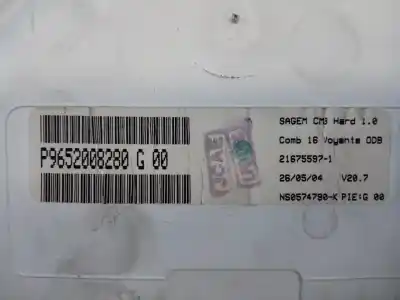 P9652008280 G 00
SAGEM CM3 Hard 1.0
Comb 16 Voyants ODB
21675597-1
26/05/04 V20.7
NS0574790-K PIE:G 00